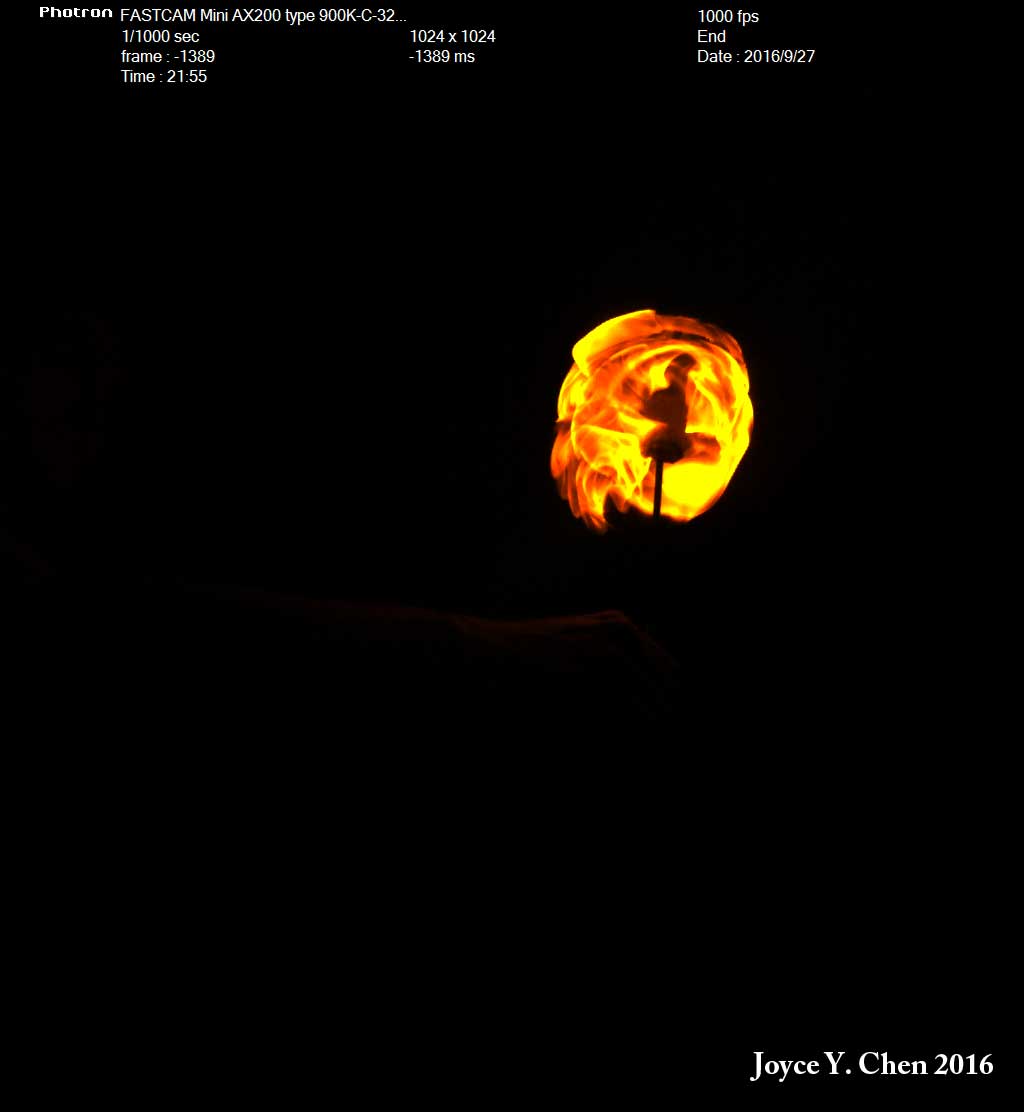 Photron FASTCAM Mini AX200 type 900K-C-32... 1000 fps
1/1000 sec 1024 x 1024 End
frame : -1389 -1389 ms Date : 2016/9/27
Time : 21:55
Joyce Y. Chen 2016